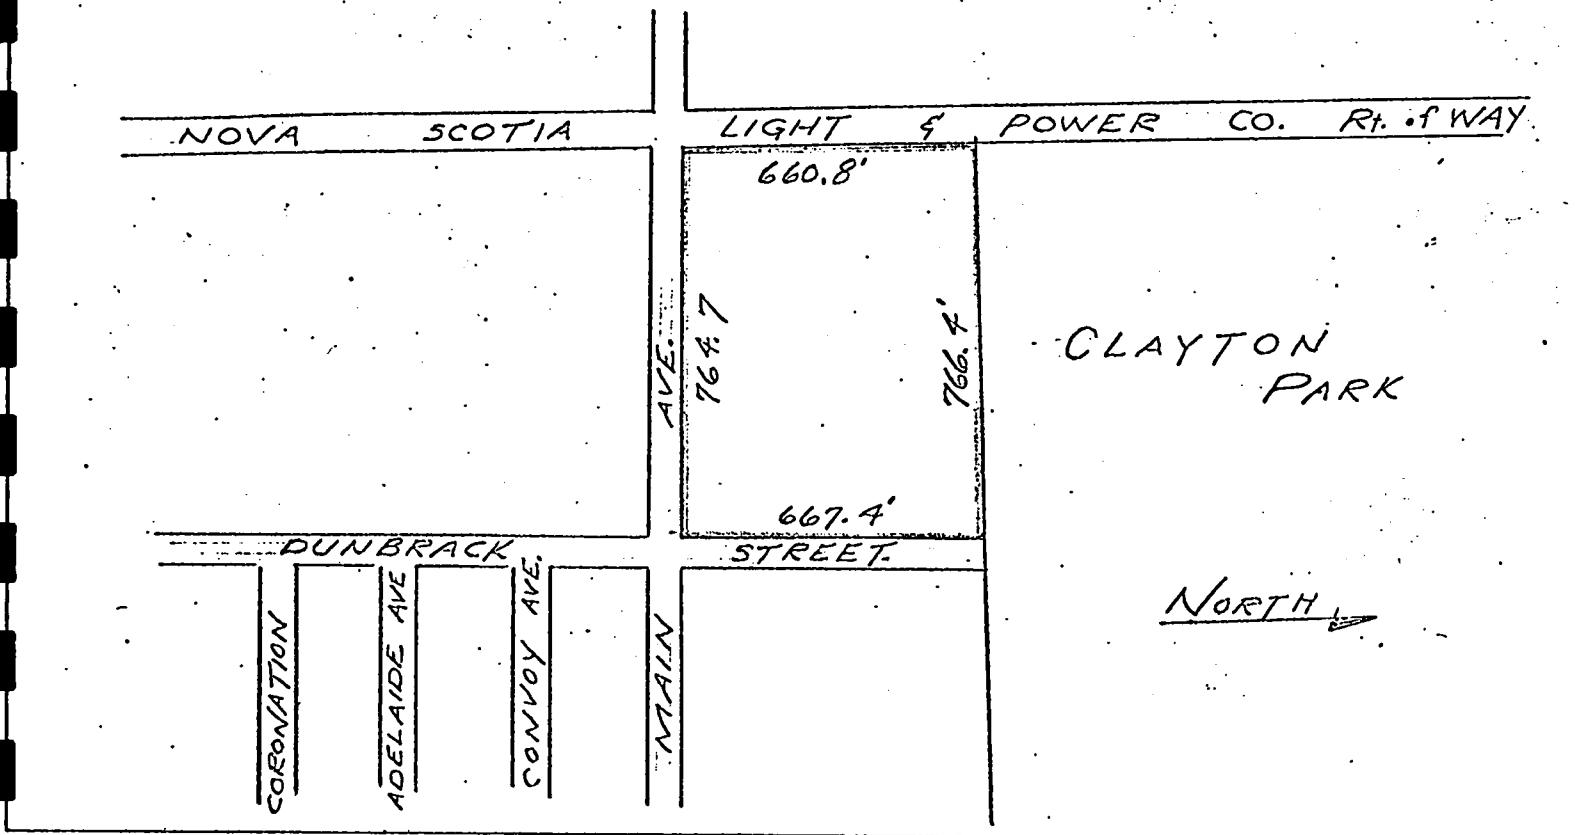 NOVA SCOTIA LIGHT & POWER CO. Rt. of WAY.
660.8'
AVE.
764.7
766.4'
CLAYTON
PARK
667.4'
DUNBRACK STREET.
NORTH
CORONATION
ADELAIDE AVE
CONVOY AVE.
MAIN